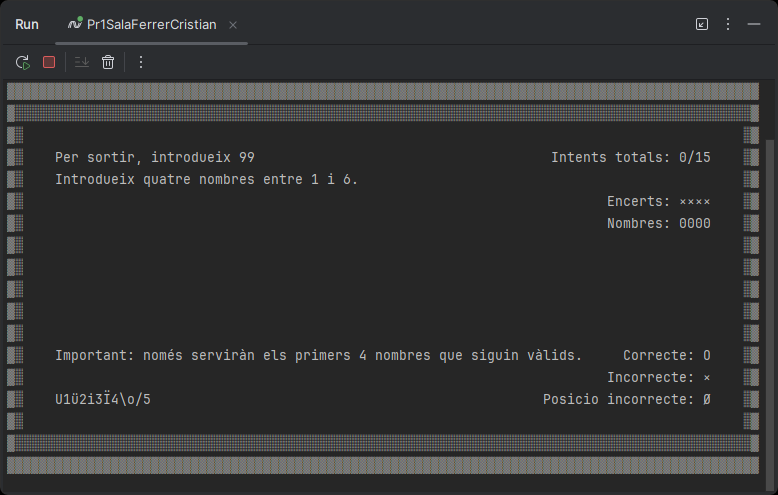 Run Pr1SalaFerrerCristian
Per sortir, introdueix 99 Intents totals: 0/15
Introdueix quatre nombres entre 1 i 6.
Encerts: ××××
Nombres: 0000
Important: només serviràn els primers 4 nombres que siguin vàlids. Correcte: O
Incorrecte: ×
U1ü2i3Ï4\o/5 Posicio incorrecte: Ø